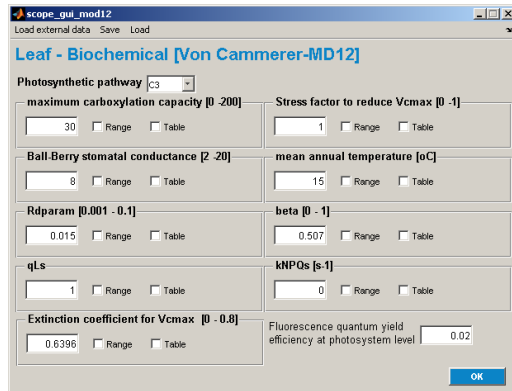 scope_gui_mod12
Load external data Save Load
Leaf - Biochemical [Von Cammerer-MD12]
Photosynthetic pathway C3
maximum carboxylation capacity [0 -200]
30 Range Table
Stress factor to reduce Vcmax [0 -1]
1 Range Table
Ball-Berry stomatal conductance [2 -20]
8 Range Table
mean annual temperature [oC]
15 Range Table
Rdparam [0.001 - 0.1]
0.015 Range Table
beta [0 - 1]
0.507 Range Table
qLs
1 Range Table
kNPQs [s-1]
0 Range Table
Extinction coefficient for Vcmax [0 - 0.8]
0.6396 Range Table
Fluorescence quantum yield
efficiency at photosystem level 0.02
OK